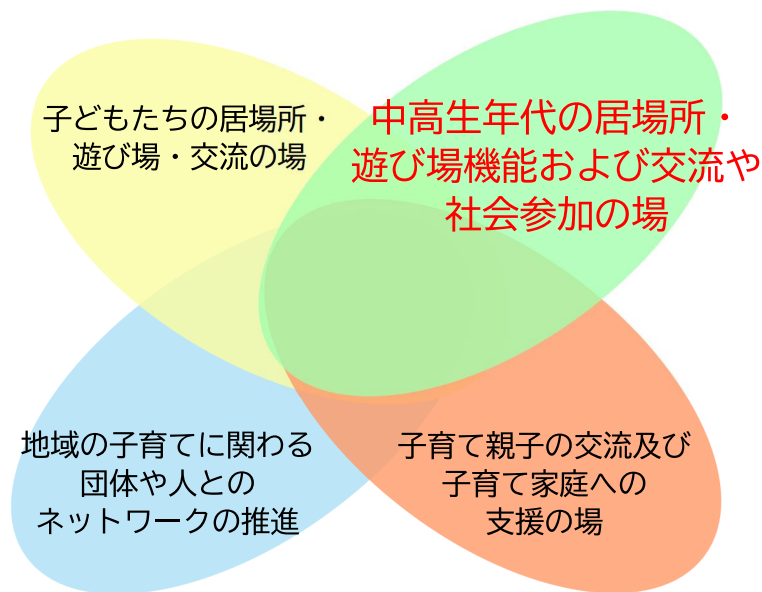 子どもたちの居場所・
遊び場・交流の場
中高生年代の居場所・
遊び場機能および交流や
社会参加の場
地域の子育てに関わる
団体や人との
ネットワークの推進
子育て親子の交流及び
子育て家庭への
支援の場